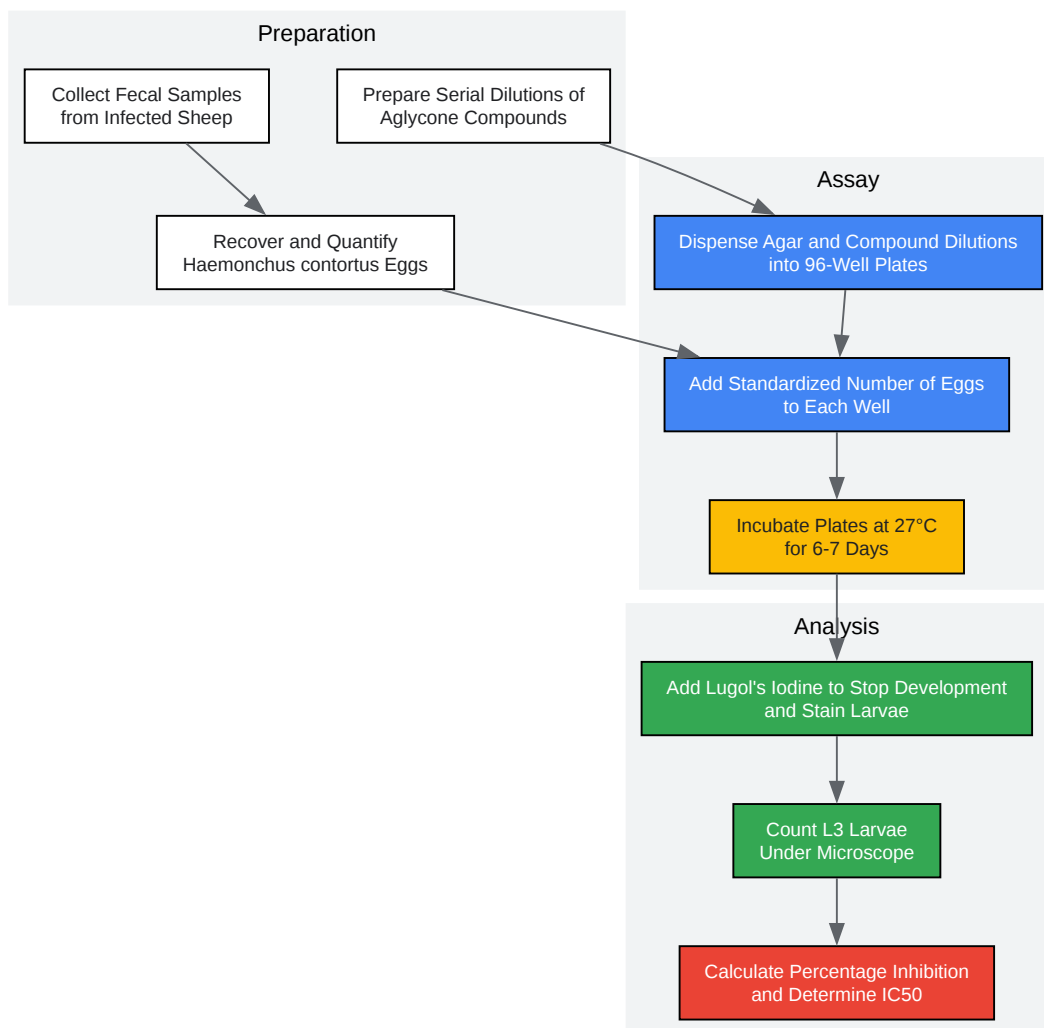 Preparation
Collect Fecal Samples
from Infected Sheep
Prepare Serial Dilutions of
Aglycone Compounds
Recover and Quantify
Haemonchus contortus Eggs
Assay
Dispense Agar and Compound Dilutions
into 96-Well Plates
Add Standardized Number of Eggs
to Each Well
Incubate Plates at 27°C
for 6-7 Days
Analysis
Add Lugol's Iodine to Stop Development
and Stain Larvae
Count L3 Larvae
Under Microscope
Calculate Percentage Inhibition
and Determine IC50